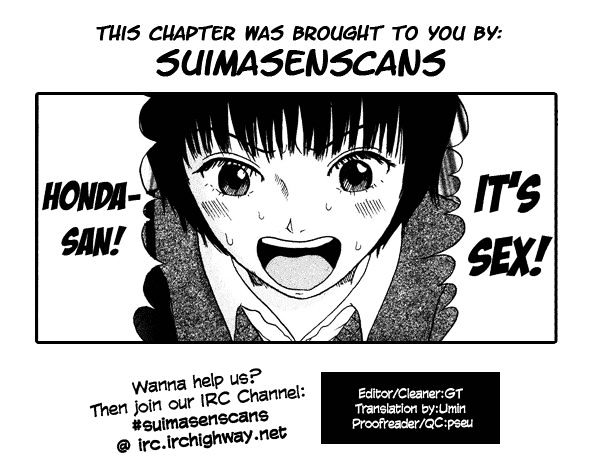 THIS CHAPTER WAS BROUGHT TO YOU BY:
SUIMASENSCANS
HONDA-
SAN!
IT'S
SEX!
Wanna help us?
Then join our IRC Channel:
#suimasenscans
@ irc.irchighway.net
Editor/Cleaner:GT
Translation by:Umin
Proofreader/QC:pseu